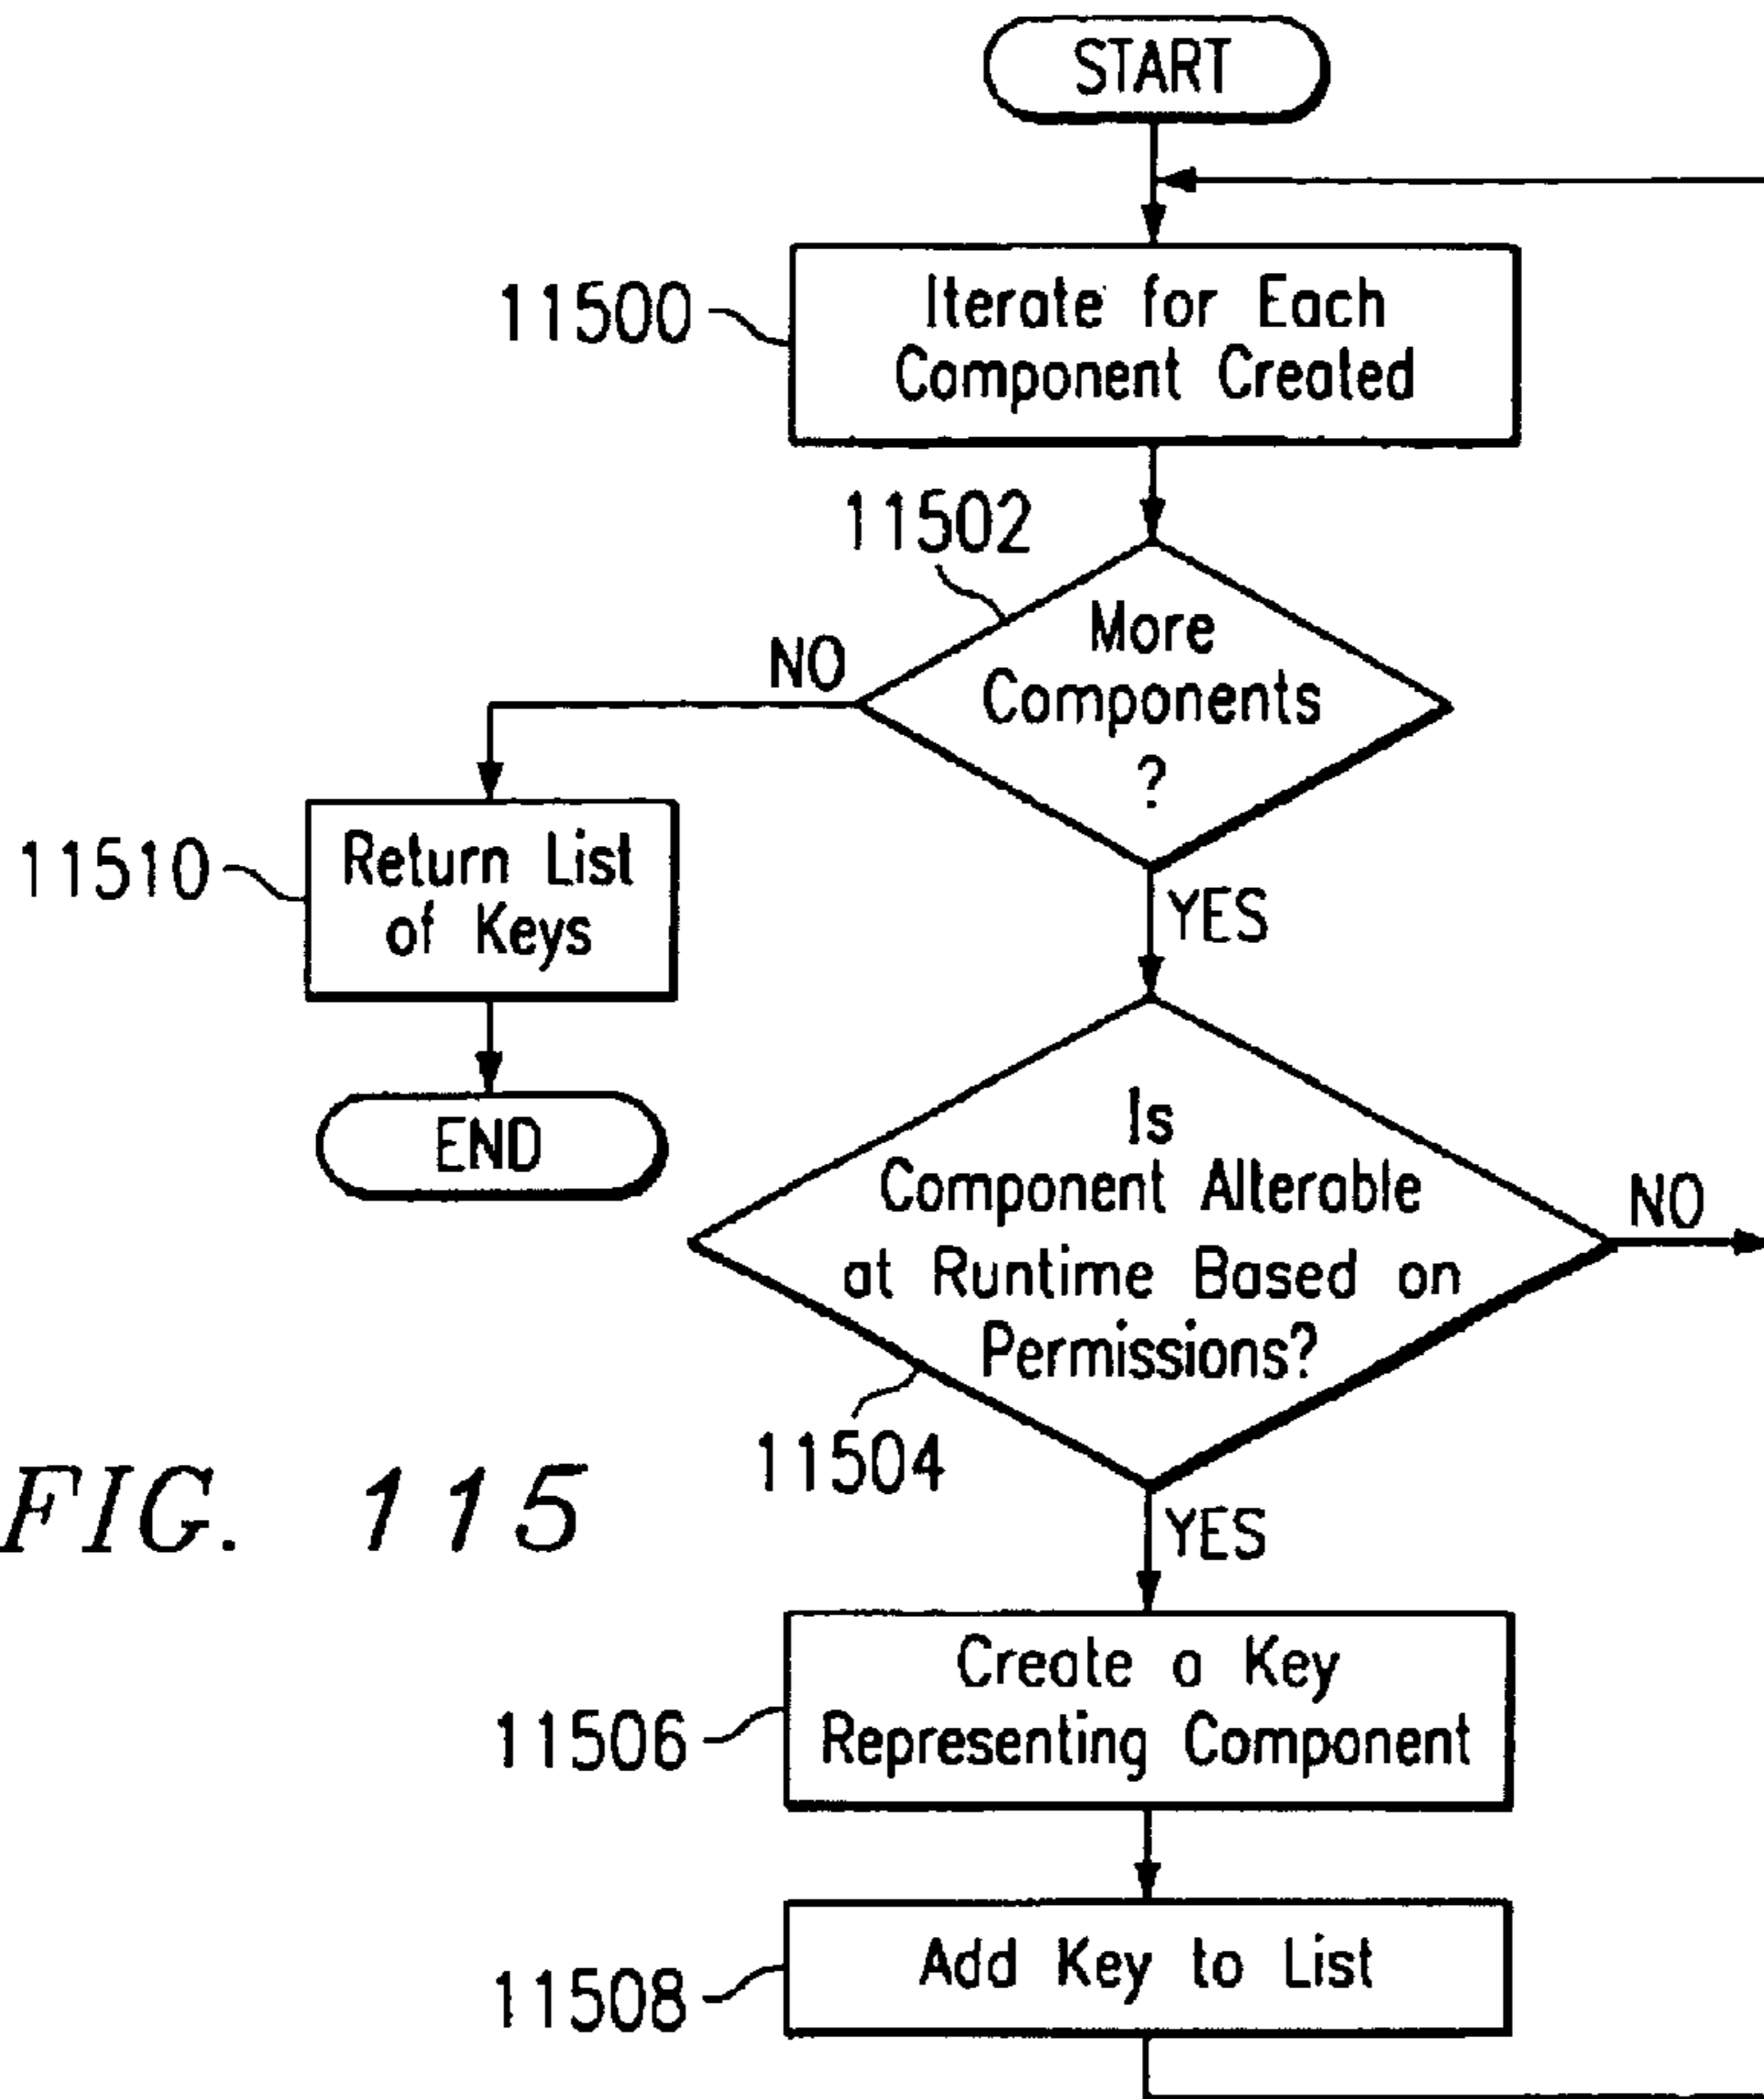 START
11500
Iterate for Each
Component Created
11502
More
Components
?
NO
YES
11510
Return List
of Keys
END
Is
Component Alterable
at Runtime Based on
Permissions?
NO
11504
YES
FIG. 115
11506
Create a Key
Representing Component
11508
Add Key to List